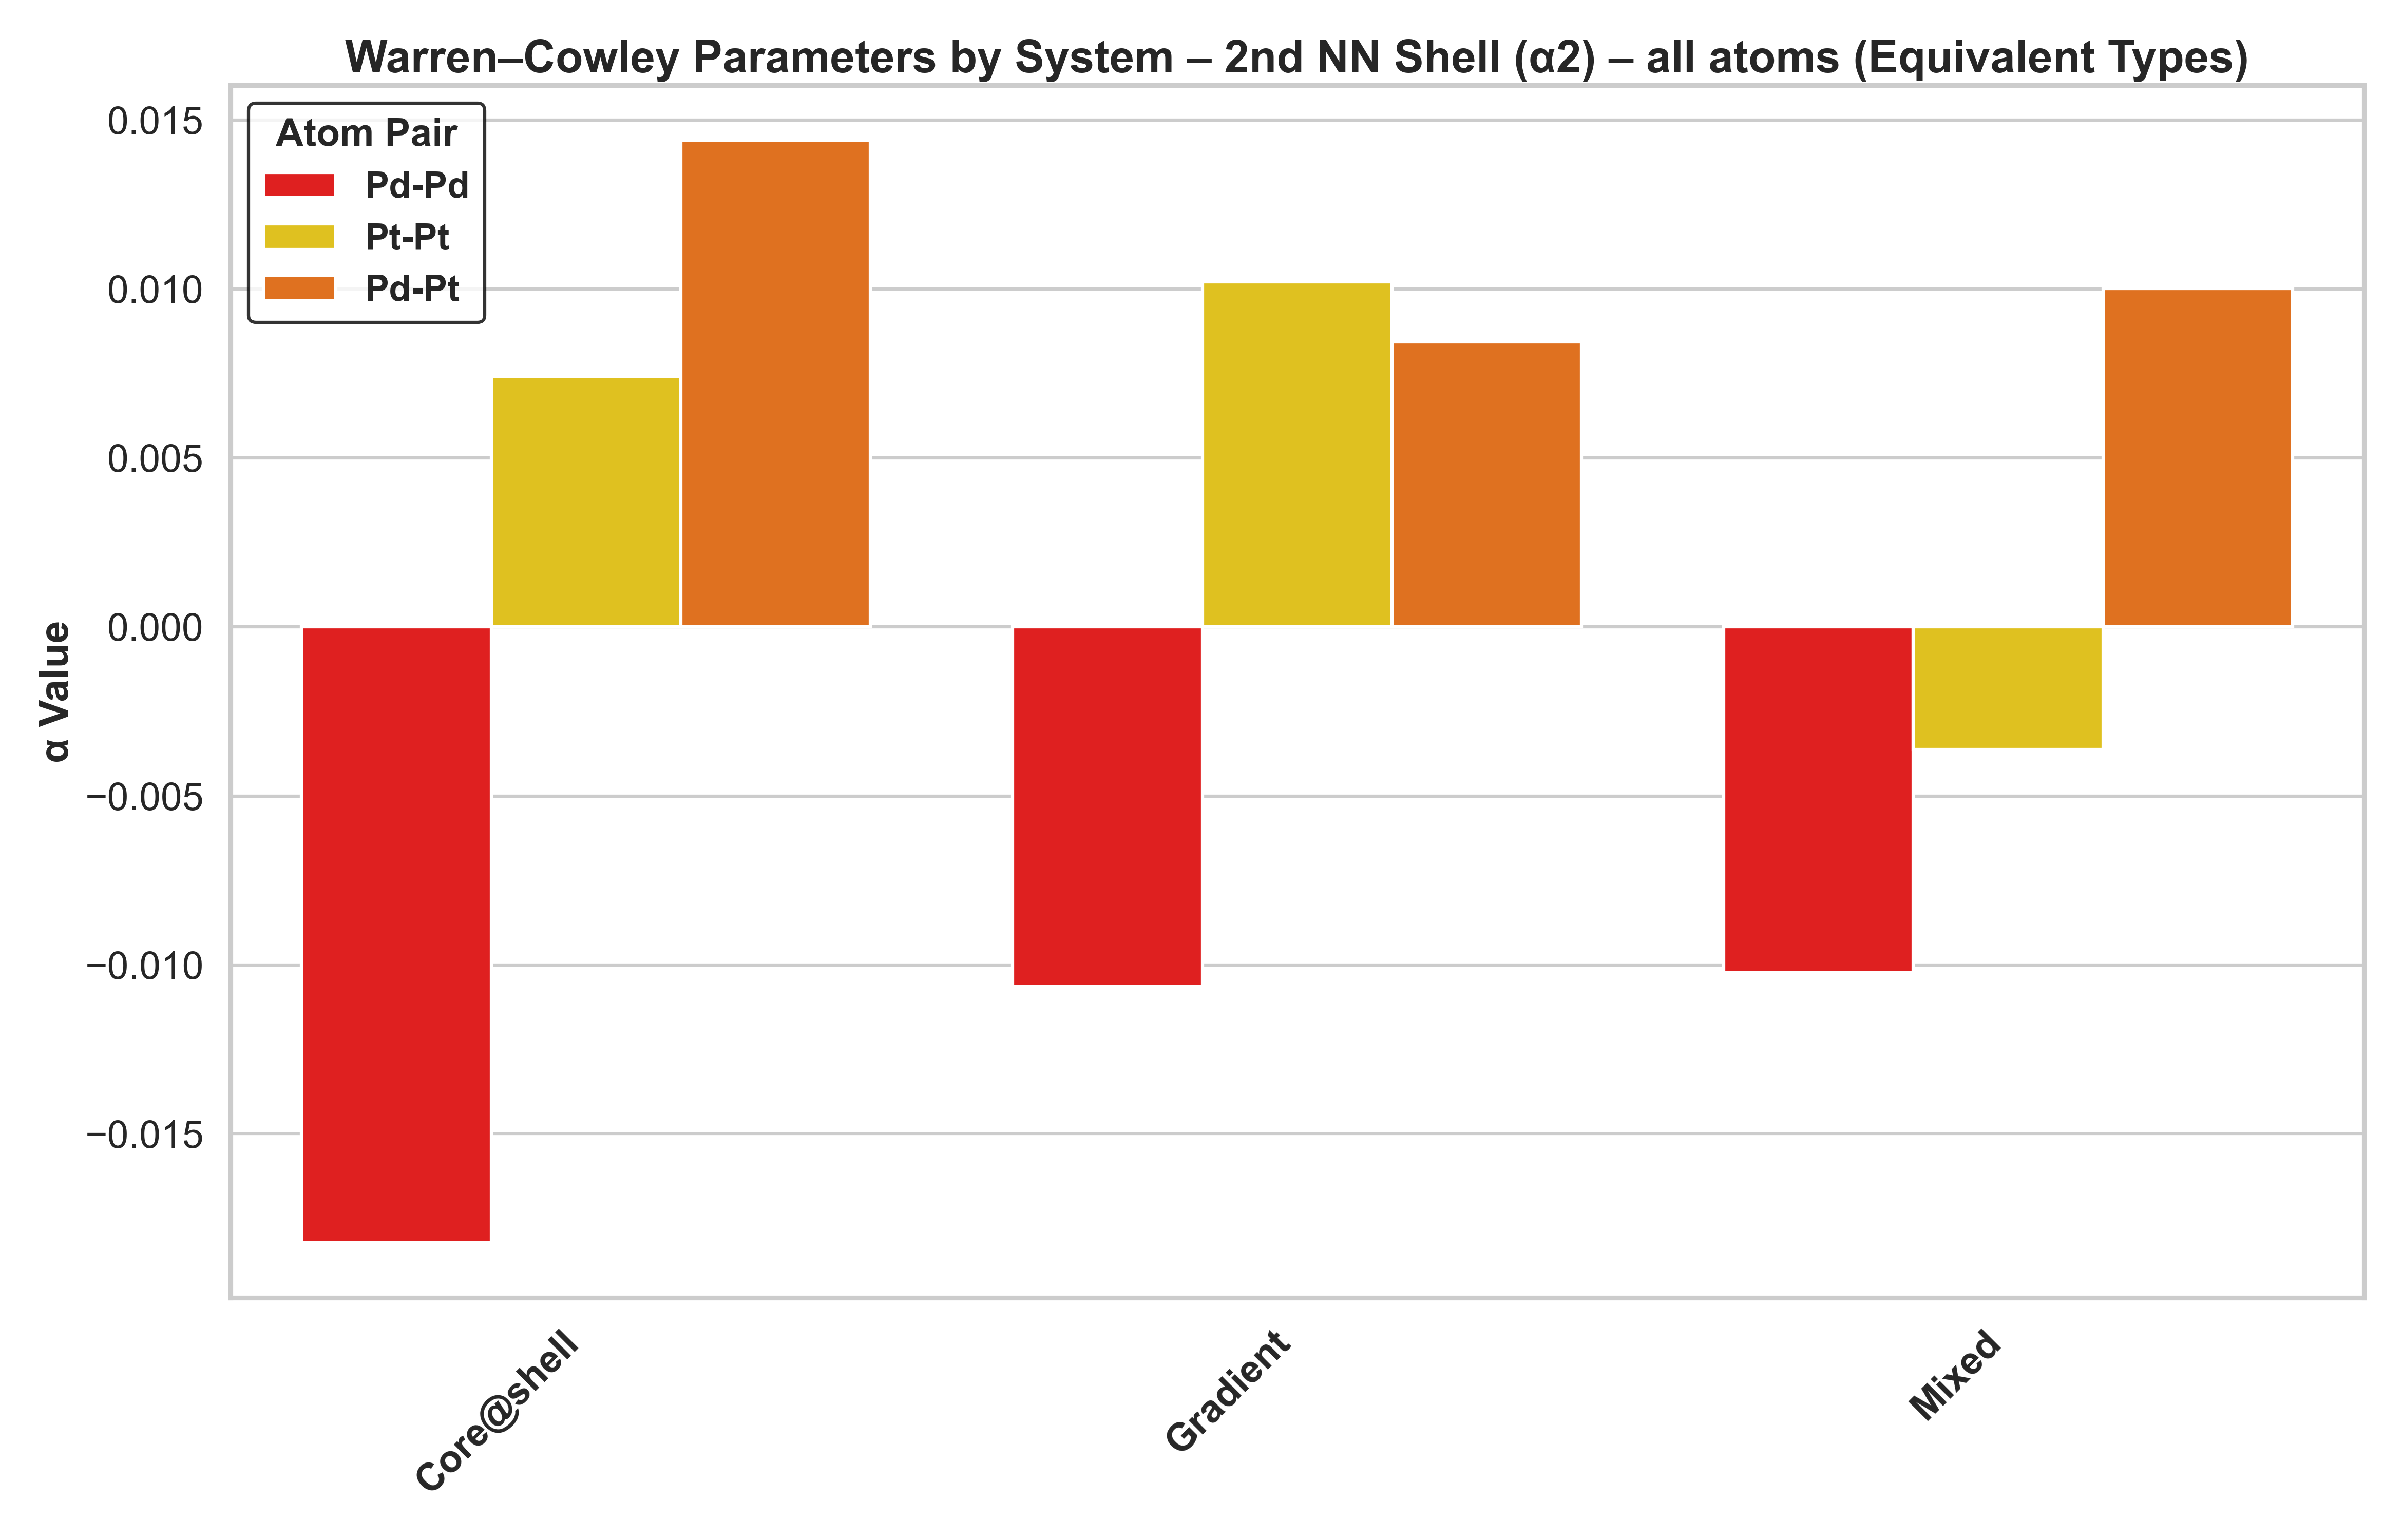 Warren–Cowley Parameters by System – 2nd NN Shell (α2) – all atoms (Equivalent Types)
Atom Pair
Pd-Pd
Pt-Pt
Pd-Pt
0.015
0.010
0.005
0.000
−0.005
−0.010
−0.015
α Value
Core@shell
Gradient
Mixed